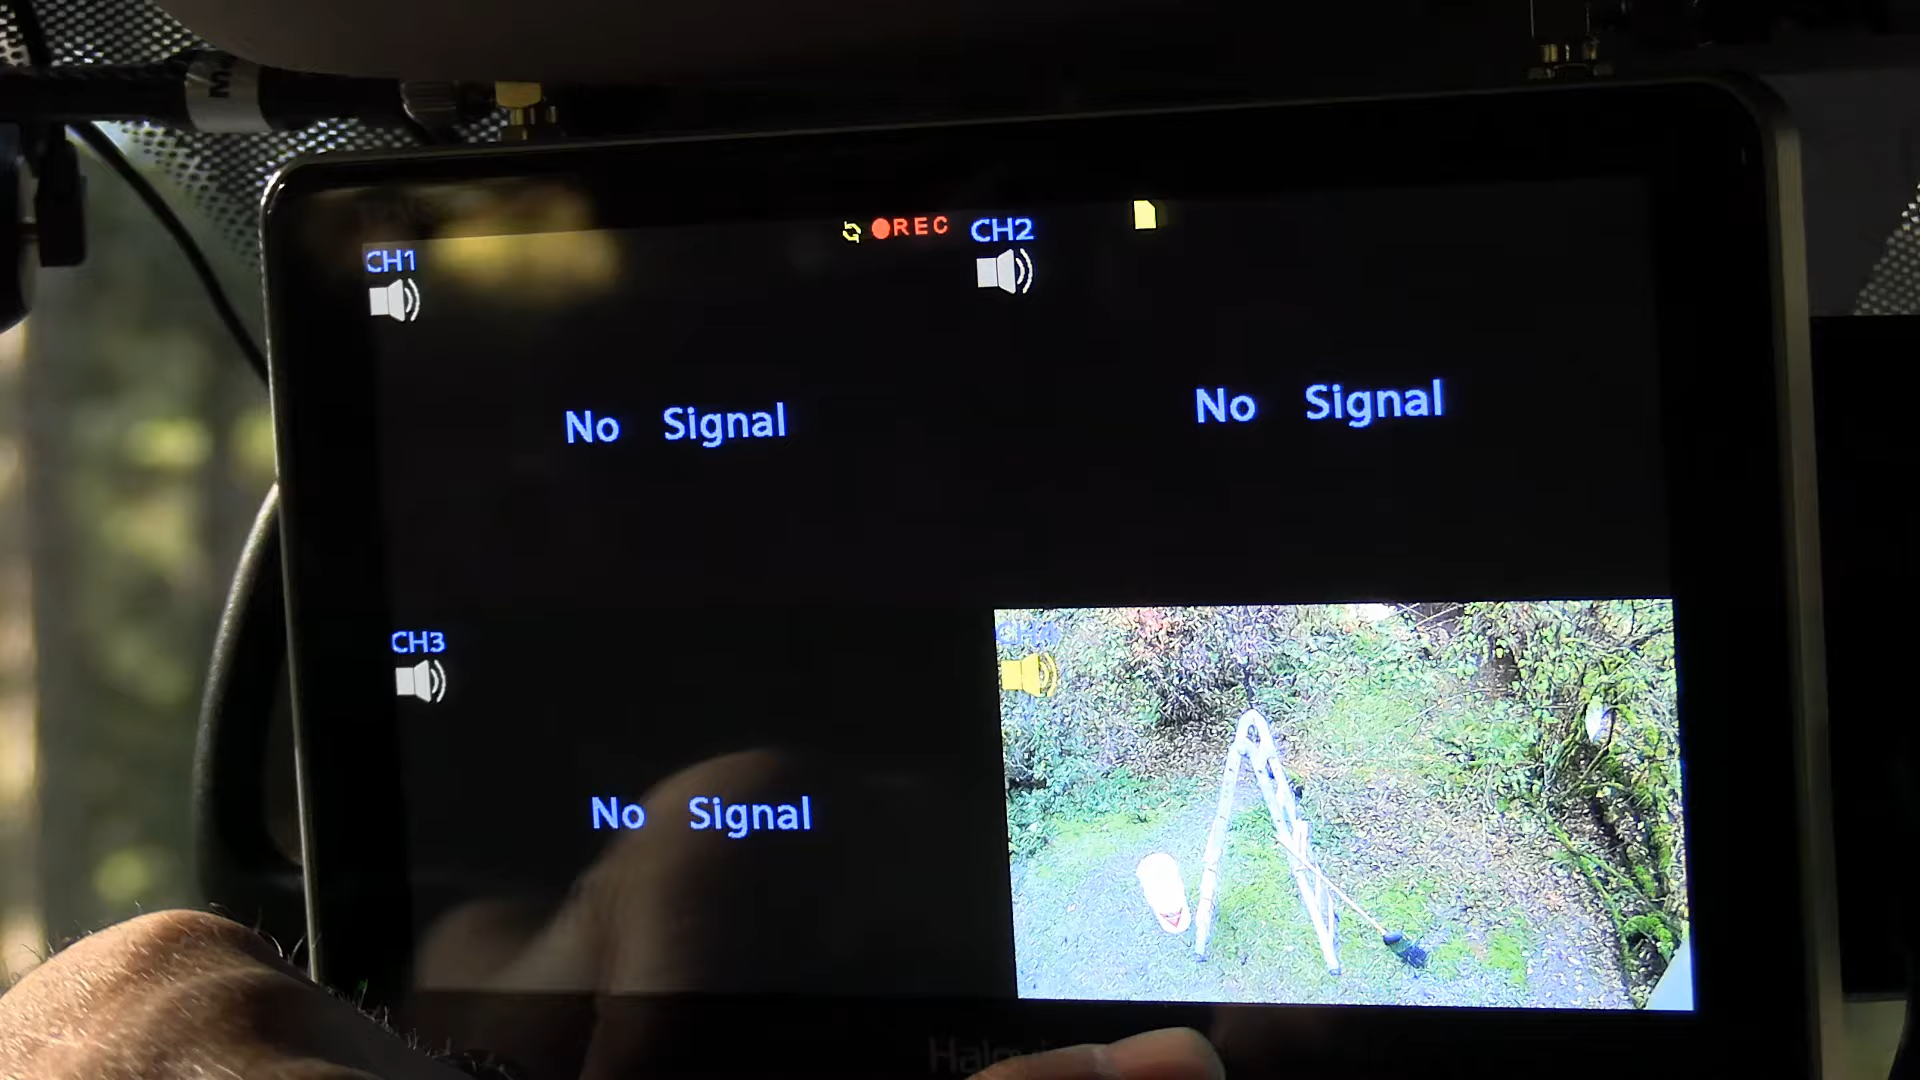 REC
CH1
CH2
No Signal
No Signal
CH3
No Signal